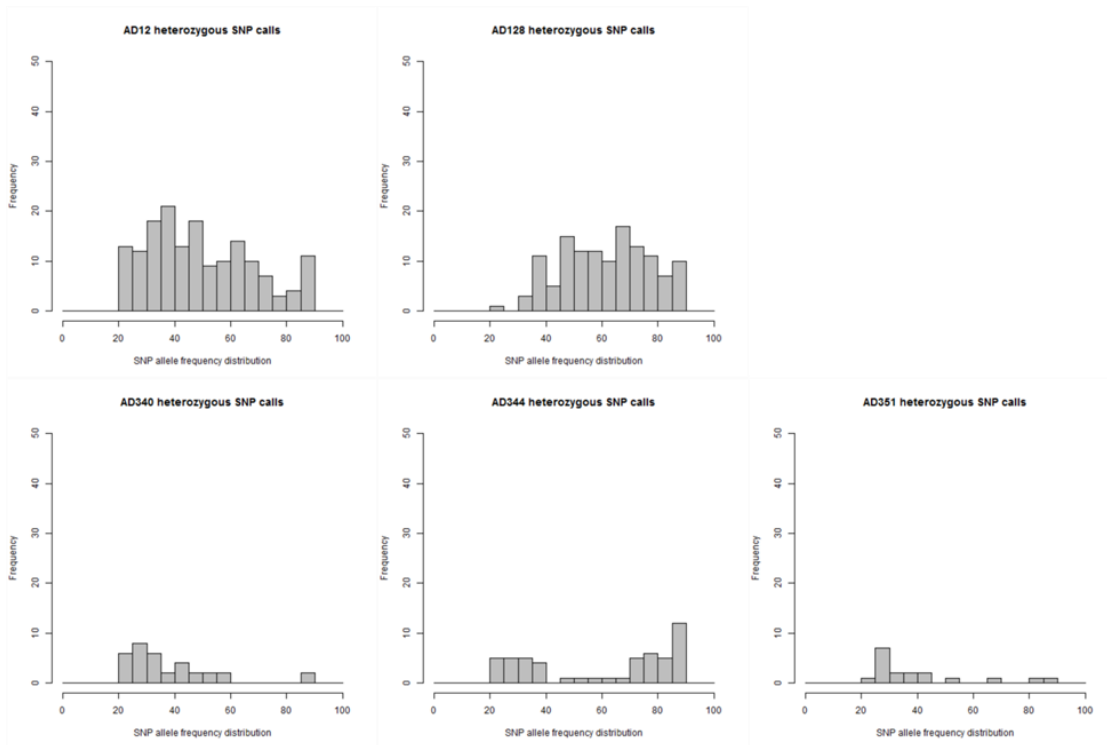 AD12 heterozygous SNP calls
Frequency
50
40
30
20
10
0
0 20 40 60 80 100
SNP allele frequency distribution
AD128 heterozygous SNP calls
Frequency
50
40
30
20
10
0
0 20 40 60 80 100
SNP allele frequency distribution
AD340 heterozygous SNP calls
Frequency
50
40
30
20
10
0
0 20 40 60 80 100
SNP allele frequency distribution
AD344 heterozygous SNP calls
Frequency
50
40
30
20
10
0
0 20 40 60 80 100
SNP allele frequency distribution
AD351 heterozygous SNP calls
Frequency
50
40
30
20
10
0
0 20 40 60 80 100
SNP allele frequency distribution